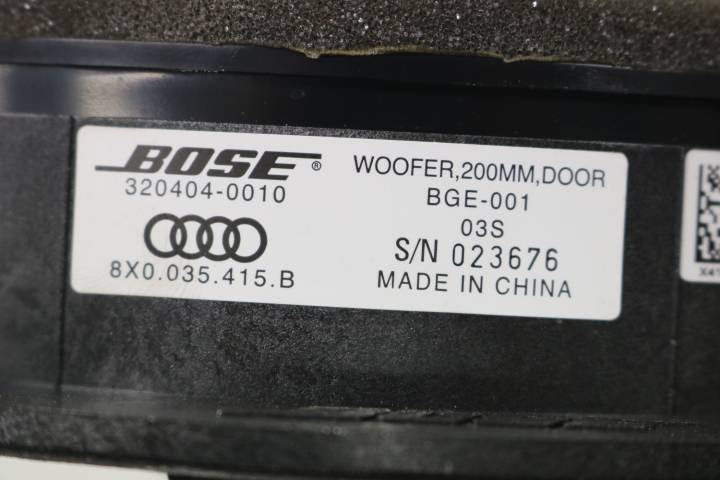 BOSE®
320404-0010
8X0.035.415.B
WOOFER,200MM,DOOR
BGE-001
03S
S/N 023676
MADE IN CHINA